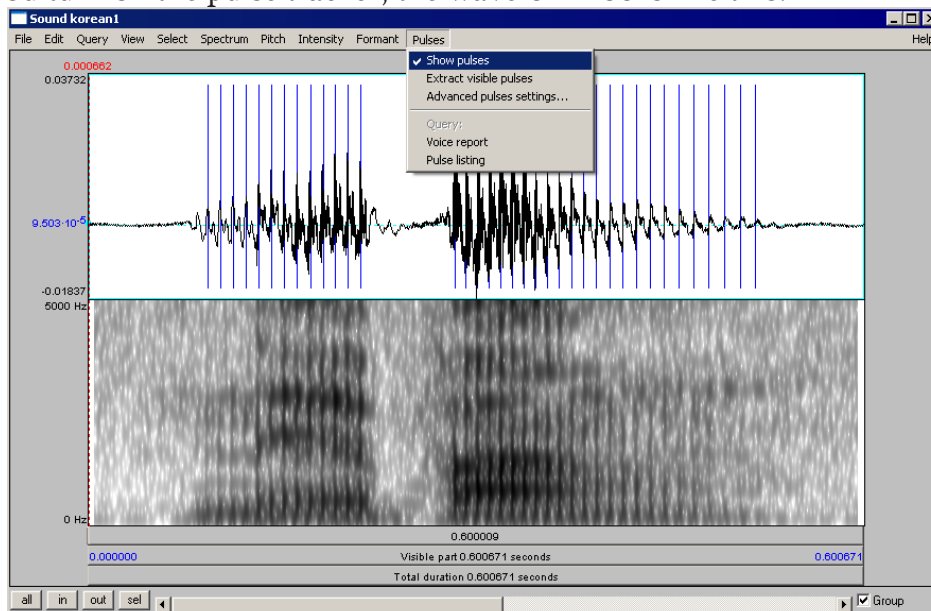 Sound korean1
File Edit Query View Select Spectrum Pitch Intensity Formant Pulses Help
0.000662
0.03732
Show pulses
Extract visible pulses
Advanced pulses settings...
Query:
Voice report
Pulse listing
9.503·10-5
-0.01837
5000 Hz
0 Hz
0.600009
0.000000 Visible part 0.600671 seconds 0.600671
Total duration 0.600671 seconds
all in out sel Group